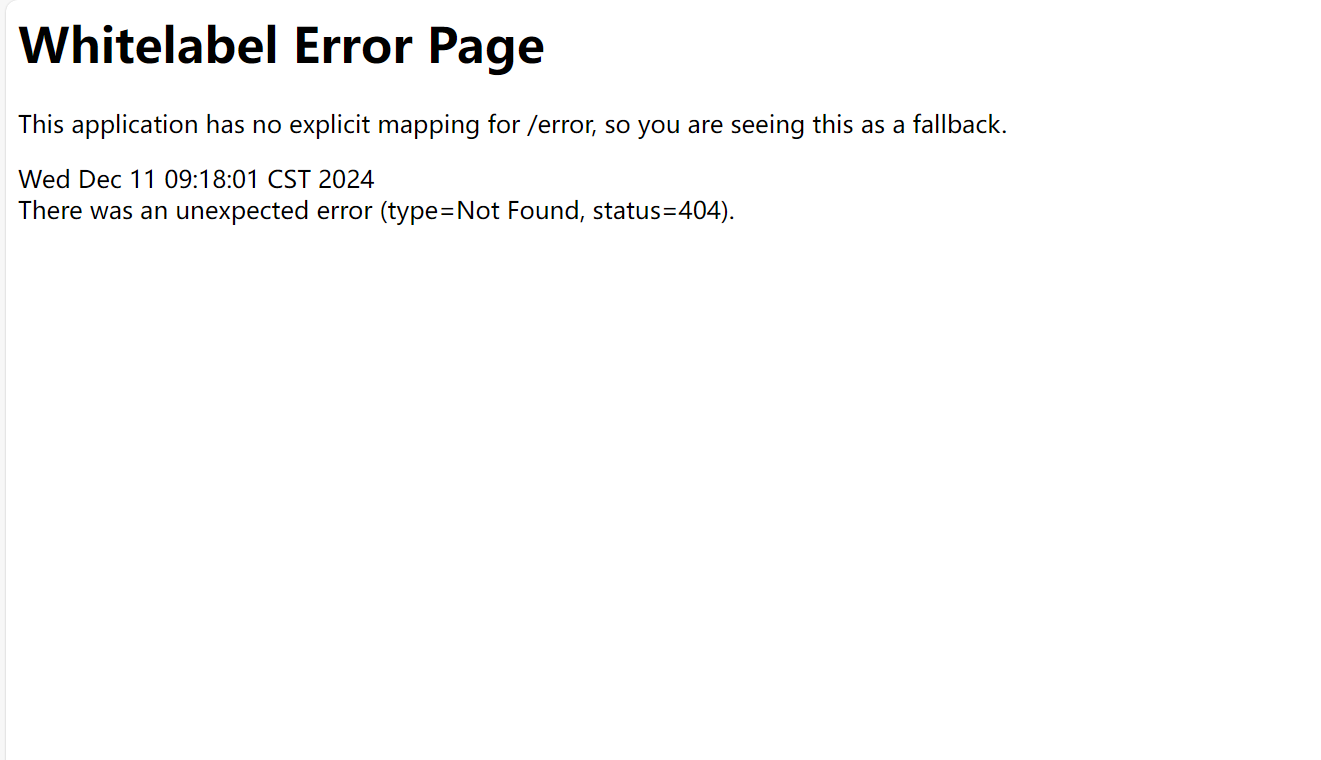 Whitelabel Error Page
This application has no explicit mapping for /error, so you are seeing this as a fallback.
Wed Dec 11 09:18:01 CST 2024
There was an unexpected error (type=Not Found, status=404).